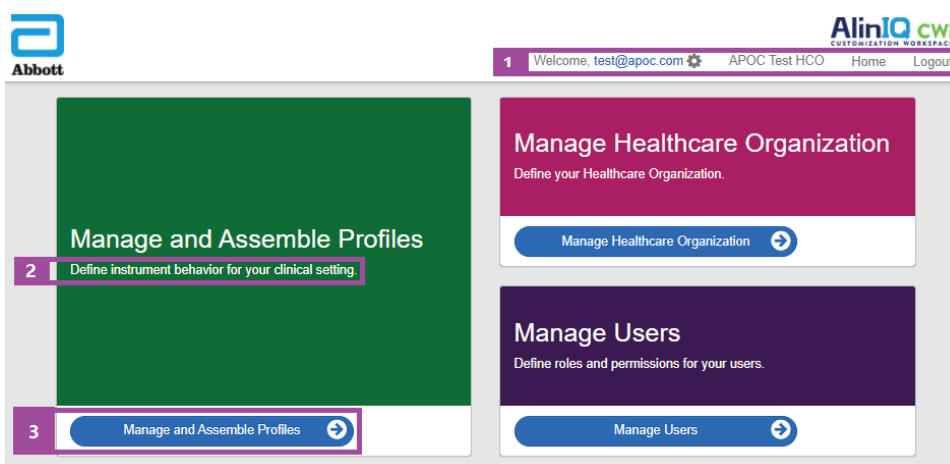 Abbott
AlinIQ CW
CUSTOMIZATION WORKSPACE
1 Welcome, test@apoc.com APOC Test HCO Home Logout
Manage and Assemble Profiles
2 Define instrument behavior for your clinical setting.
3 Manage and Assemble Profiles
Manage Healthcare Organization
Define your Healthcare Organization.
Manage Healthcare Organization
Manage Users
Define roles and permissions for your users.
Manage Users